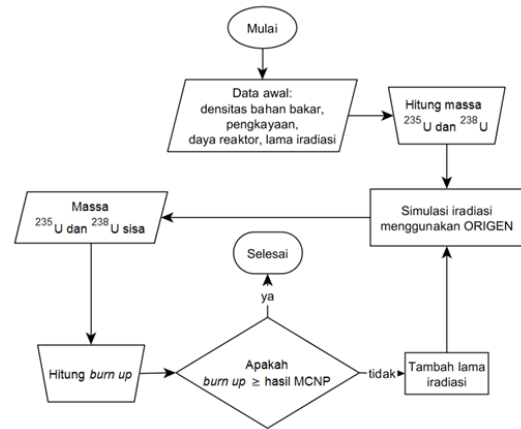 Mulai
Data awal:
densitas bahan bakar,
pengkayaan,
daya reaktor, lama iradiasi
Hitung massa
²³⁵U dan ²³⁸U
Simulasi iradiasi
menggunakan ORIGEN
Massa
²³⁵U dan ²³⁸U sisa
Hitung burn up
Apakah
burn up ≥ hasil MCNP
ya
Selesai
tidak
Tambah lama
iradiasi